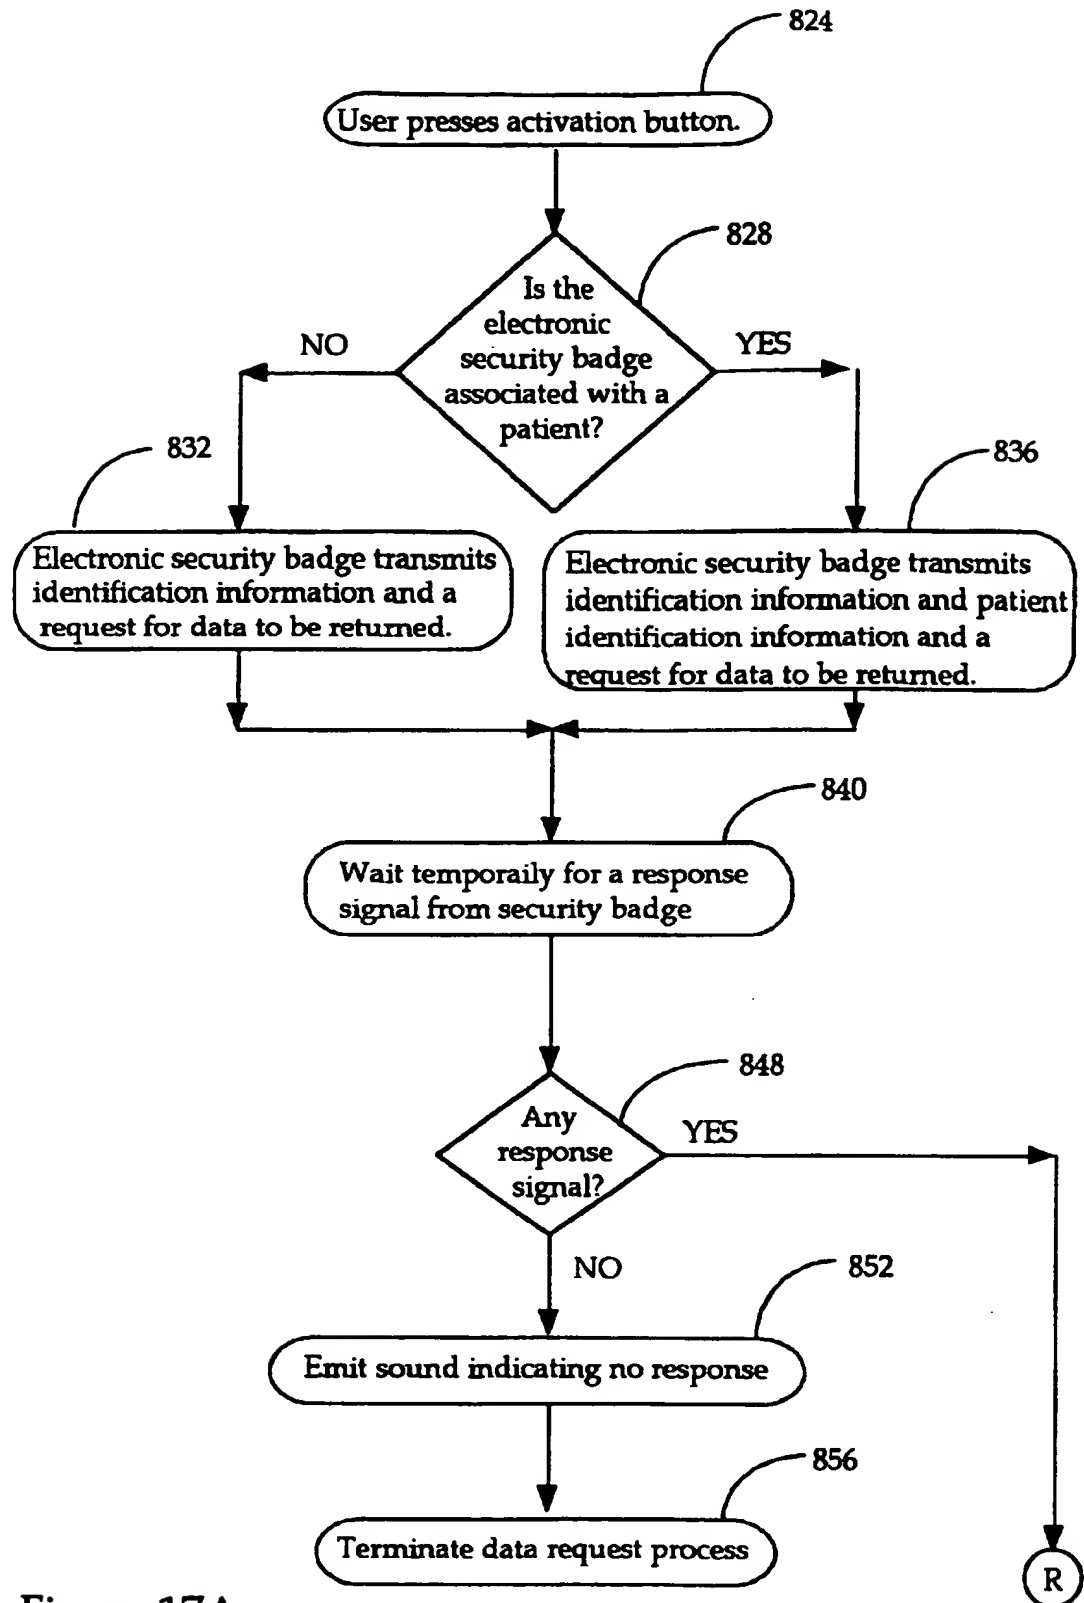 824
User presses activation button.
828
Is the
electronic
security badge
associated with a
patient?
NO
YES
832
836
Electronic security badge transmits
identification information and a
request for data to be returned.
Electronic security badge transmits
identification information and patient
identification information and a
request for data to be returned.
840
Wait temporaily for a response
signal from security badge
848
Any
response
signal?
YES
NO
852
Emit sound indicating no response
856
Terminate data request process
R
Figure 17A